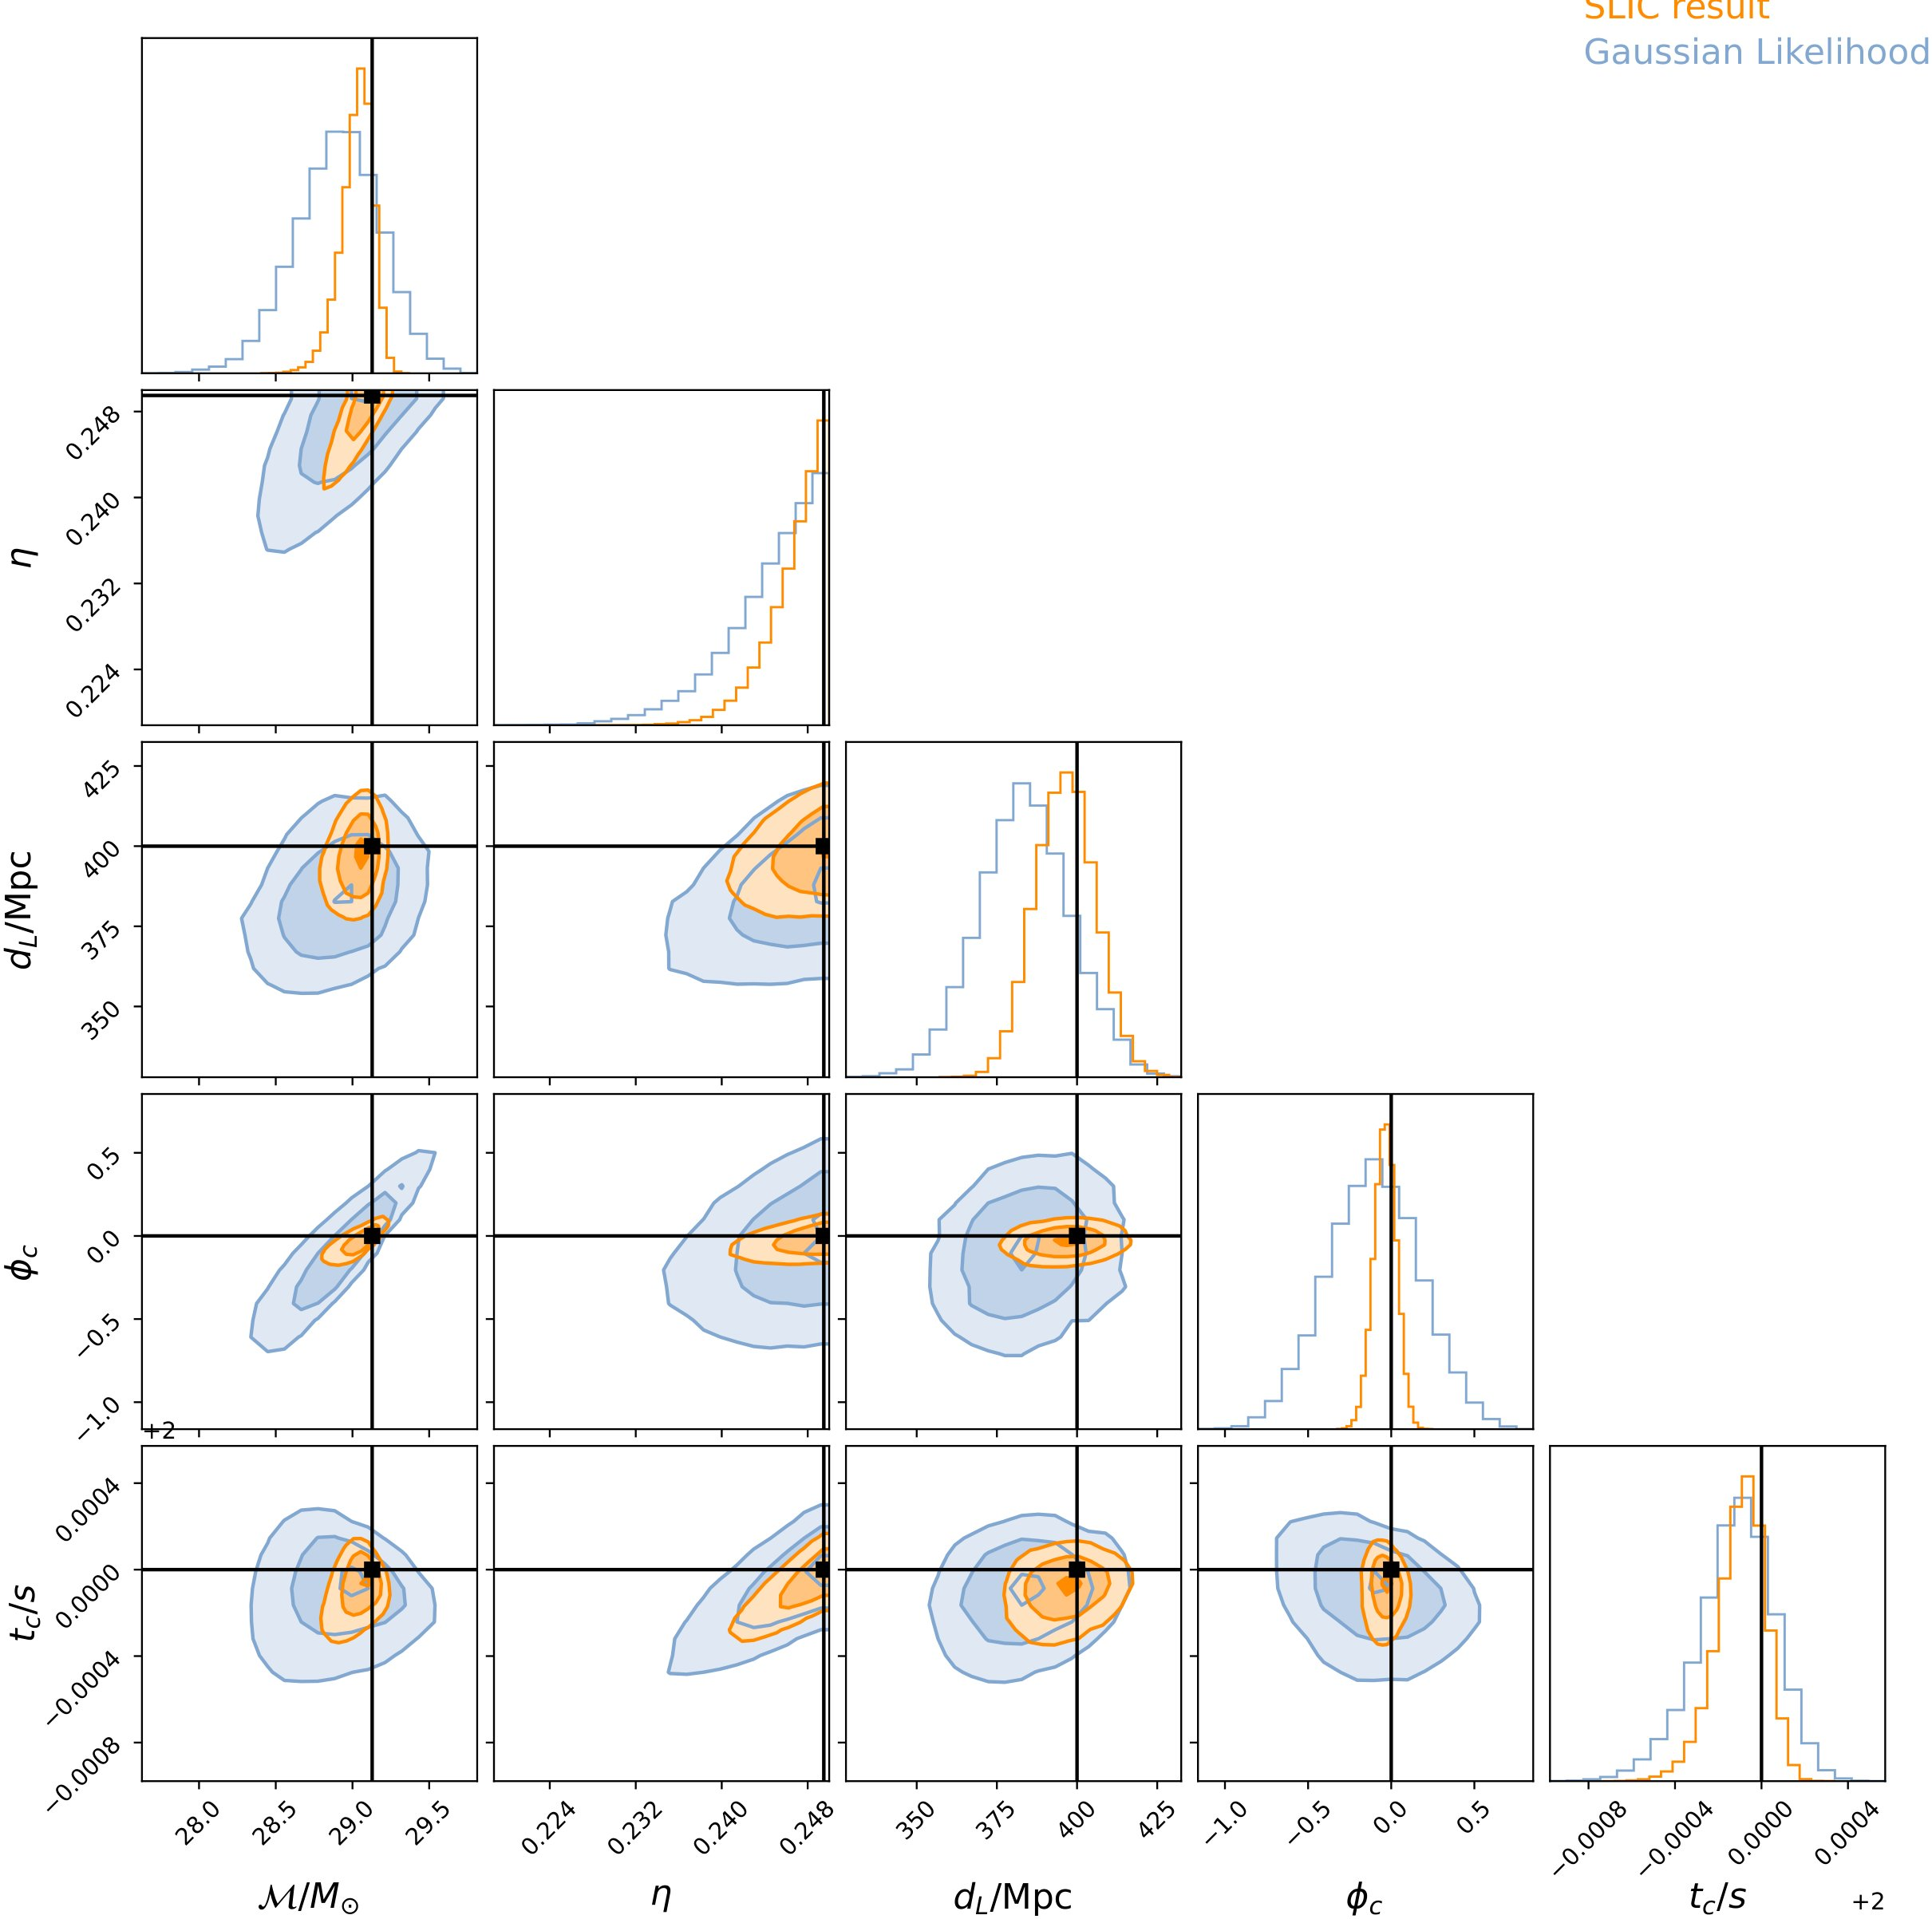 SLIC result
Gaussian Likelihood
0.248
0.240
0.232
0.224
η
425
400
375
350
d_L/Mpc
0.5
0.0
−0.5
−1.0
ϕ_c
+2
0.0004
0.0000
−0.0004
−0.0008
t_c/s
28.0 28.5 29.0 29.5 0.224 0.232 0.240 0.248 350 375 400 425 −1.0 −0.5 0.0 0.5 −0.0008 −0.0004 0.0000 0.0004
ℳ/M_⊙ η d_L/Mpc ϕ_c t_c/s +2